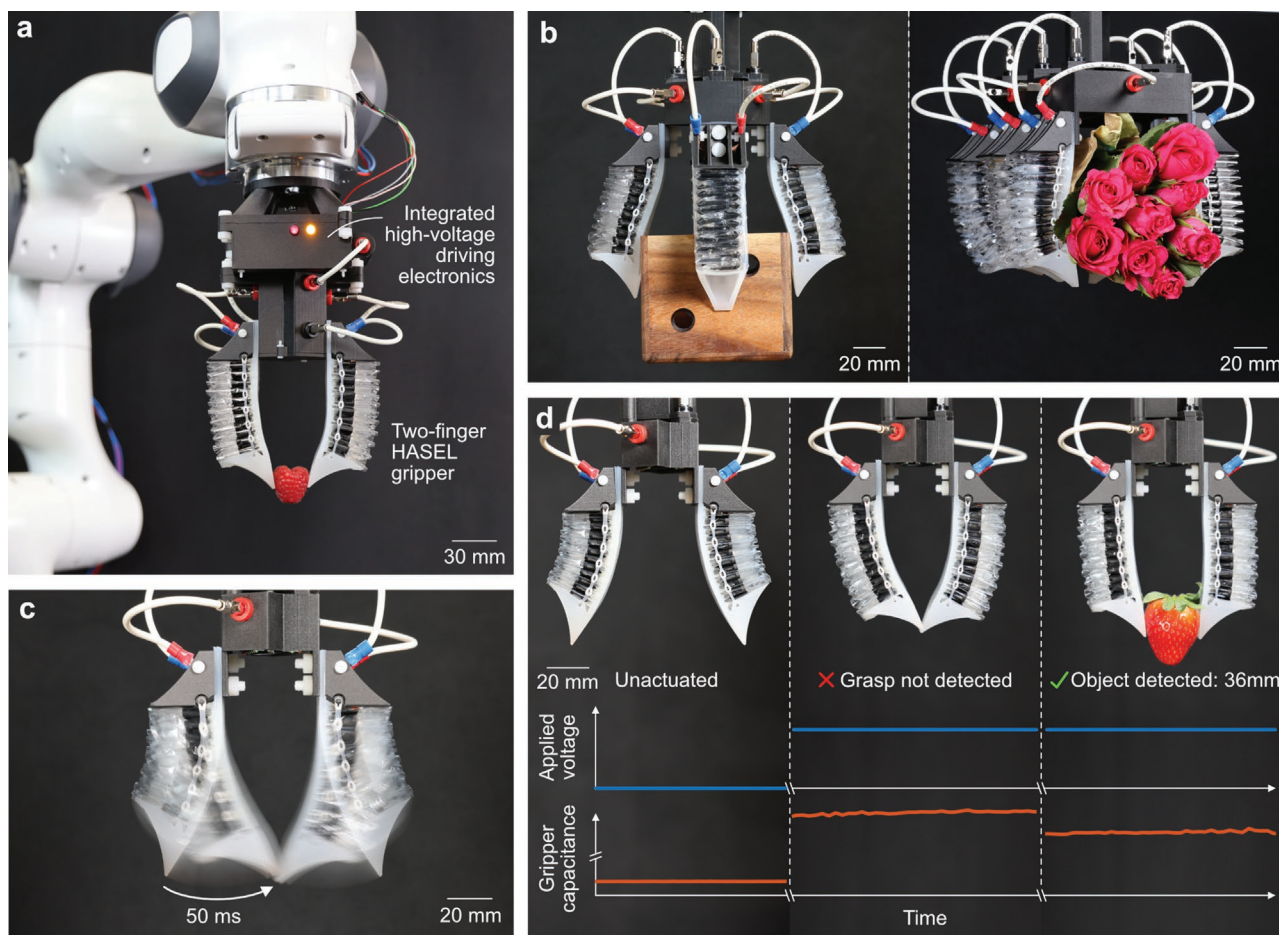 a
Integrated
high-voltage
driving
electronics
Two-finger
HASEL
gripper
30 mm
b
20 mm
20 mm
c
50 ms
20 mm
d
20 mm
Unactuated
✕ Grasp not detected
✓ Object detected: 36mm
Applied
voltage
Gripper
capacitance
Time